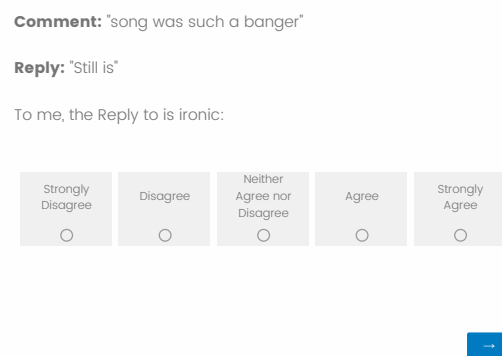 Comment: "song was such a banger"
Reply: "Still is"
To me, the Reply to is ironic:
Strongly
Disagree
Disagree
Neither
Agree nor
Disagree
Agree
Strongly
Agree
→